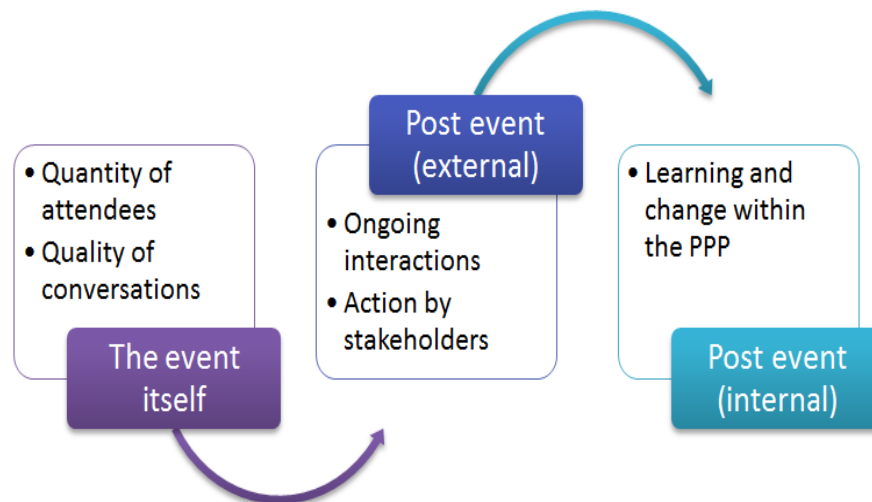 • Quantity of
attendees
• Quality of
conversations
The event
itself
Post event
(external)
• Ongoing
interactions
• Action by
stakeholders
• Learning and
change within
the PPP
Post event
(internal)